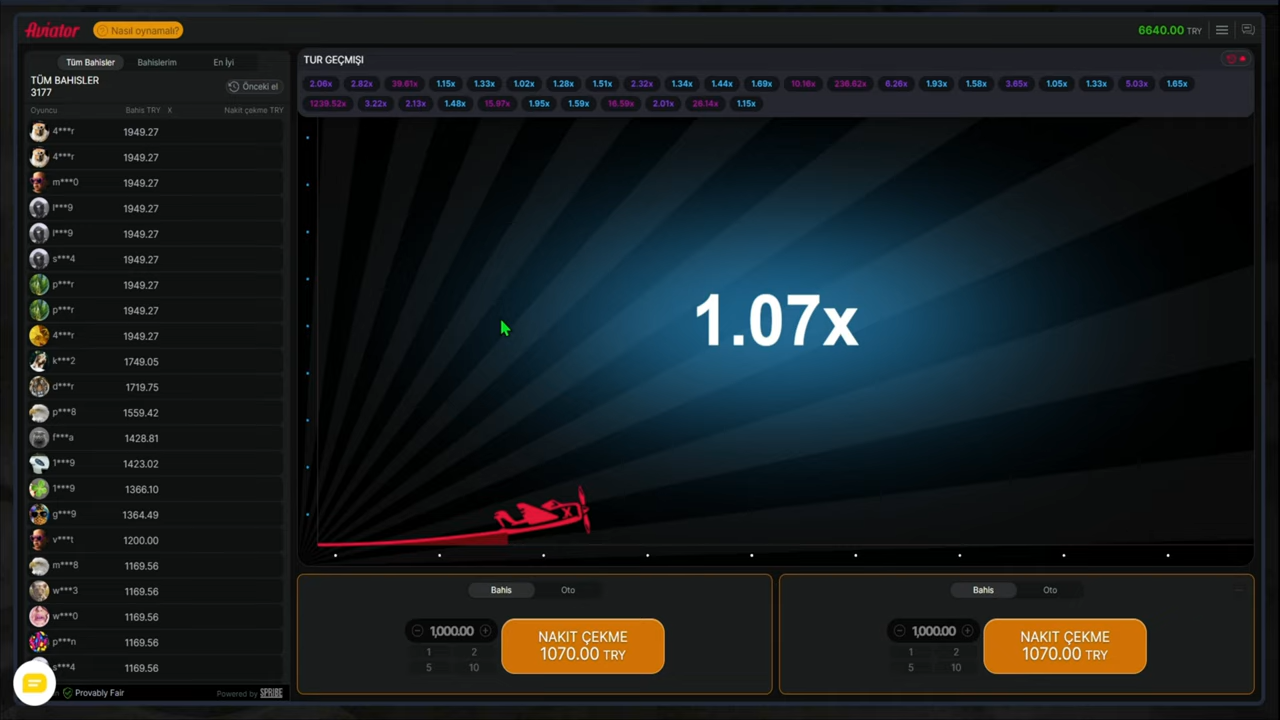 Aviator
Nasıl oynamalı?
6640.00 TRY
Tüm Bahisler Bahislerim En İyi
TÜM BAHISLER
3177
Önceki el
Oyuncu Bahis TRY X Nakit çekme TRY
4***r 1949.27
4***r 1949.27
m***0 1949.27
l***9 1949.27
l***9 1949.27
s***4 1949.27
p***r 1949.27
p***r 1949.27
4***r 1949.27
k***2 1749.05
d***r 1719.75
p***8 1559.42
f***a 1428.81
1***9 1423.02
1***9 1366.10
g***9 1364.49
v***t 1200.00
m***8 1169.56
w***3 1169.56
w***0 1169.56
p***n 1169.56
s***4 1169.56
Provably Fair
Powered by SPRIBE
TUR GEÇMIŞI
2.06x 2.82x 39.61x 1.15x 1.33x 1.02x 1.28x 1.51x 2.32x 1.34x 1.44x 1.69x 10.16x 236.62x 6.26x 1.93x 1.58x 3.65x 1.05x 1.33x 5.03x 1.65x
1239.52x 3.22x 2.13x 1.48x 15.97x 1.95x 1.59x 16.59x 2.01x 26.14x 1.15x
1.07x
X
Bahis Oto
1,000.00
1 2
5 10
NAKIT ÇEKME
1070.00 TRY
Bahis Oto
1,000.00
1 2
5 10
NAKIT ÇEKME
1070.00 TRY